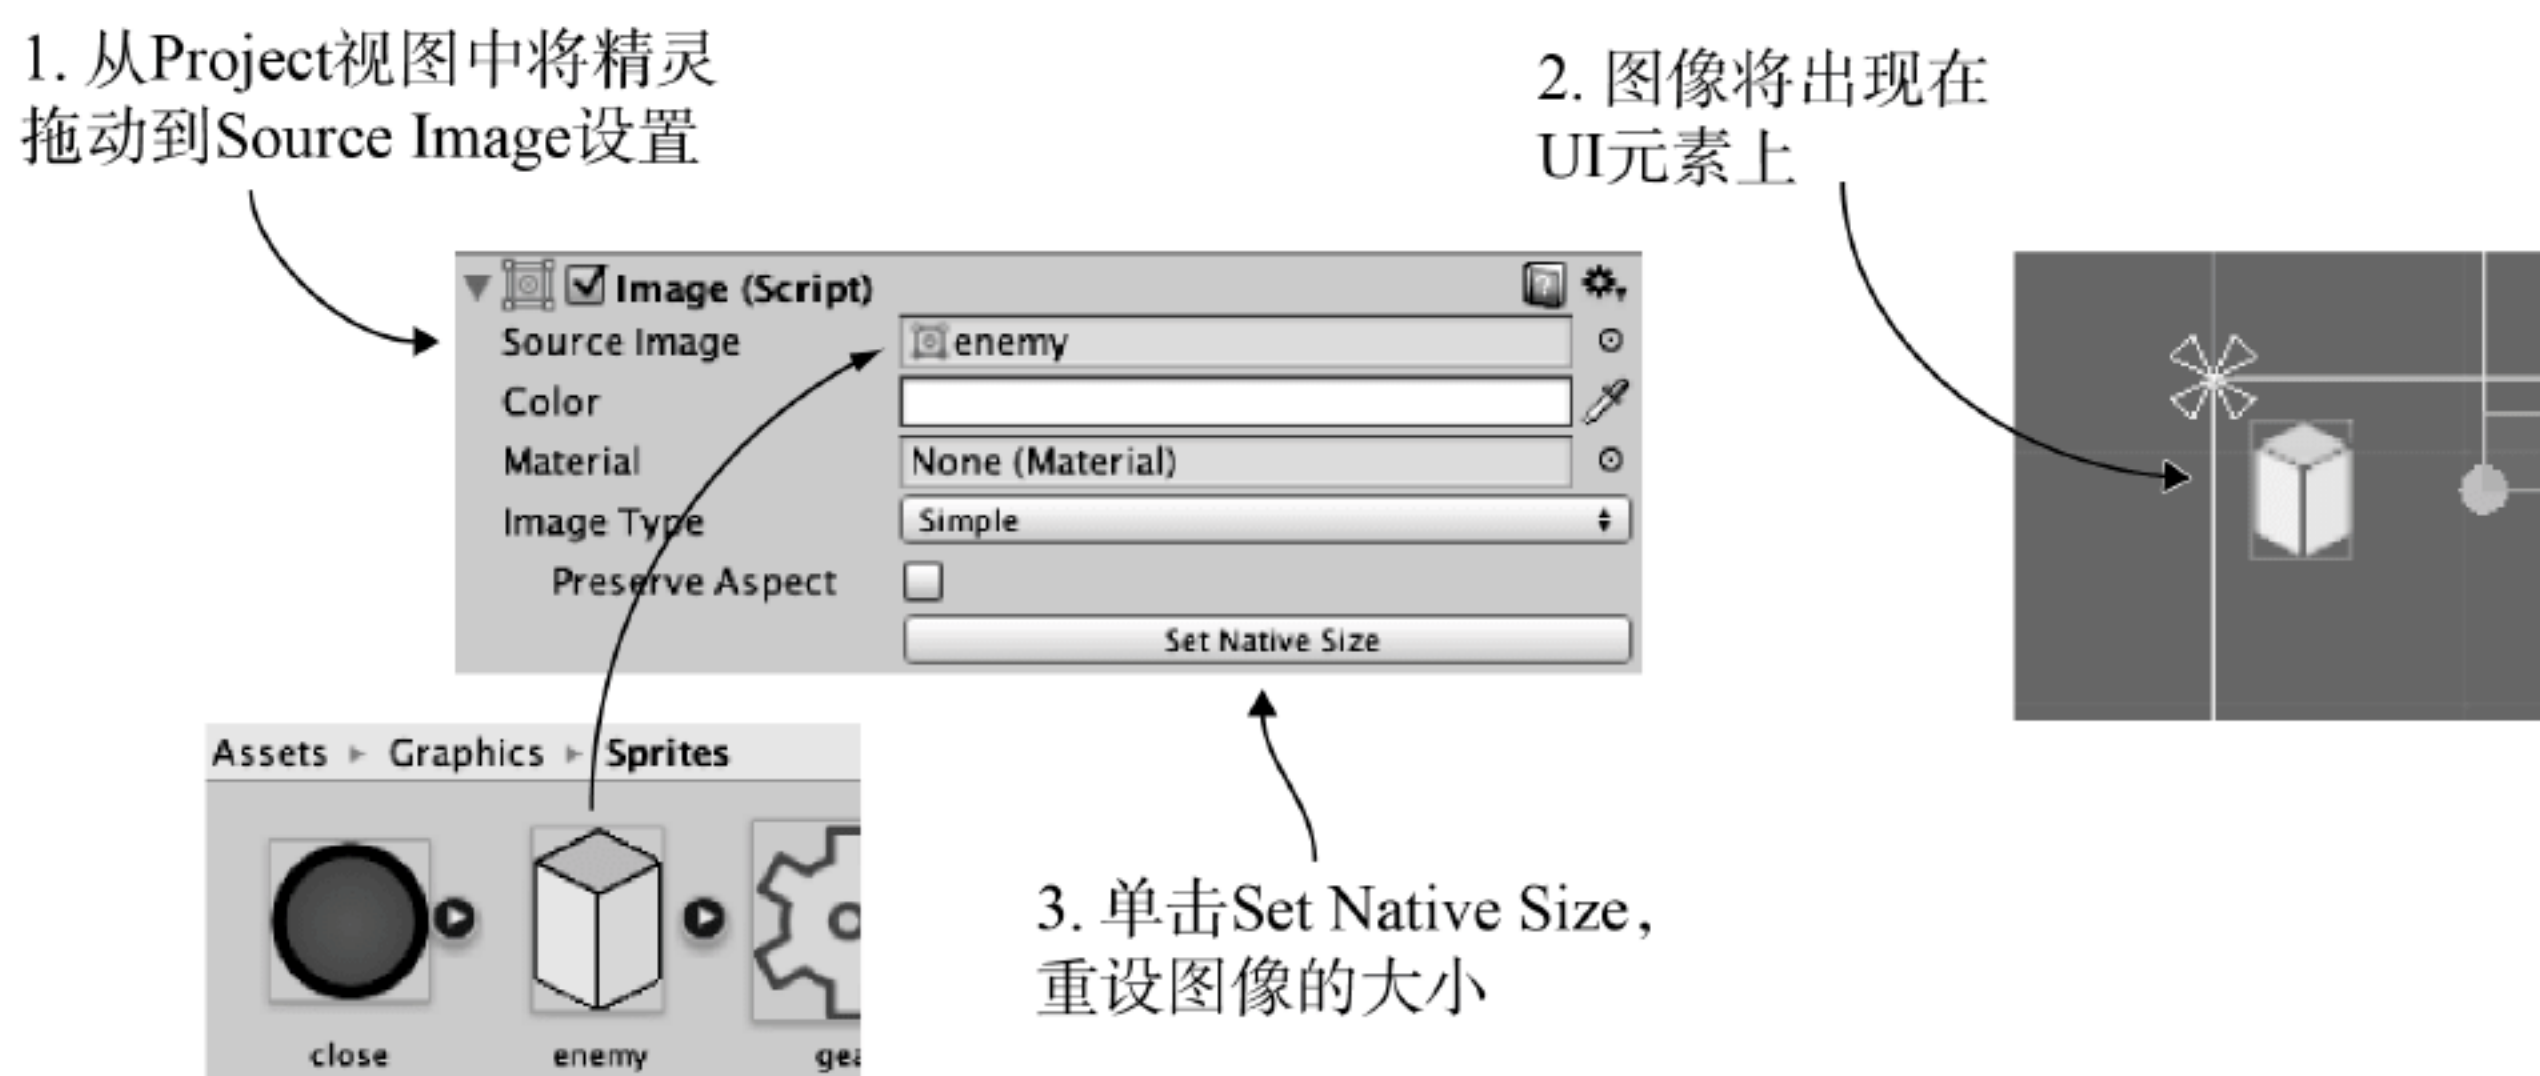 1. 从Project视图中将精灵
拖动到Source Image设置
2. 图像将出现在
UI元素上
Image (Script)
Source Image
enemy
Color
Material
None (Material)
Image Type
Simple
Preserve Aspect
Set Native Size
Assets
Graphics
Sprites
close
enemy
3. 单击Set Native Size,
重设图像的大小